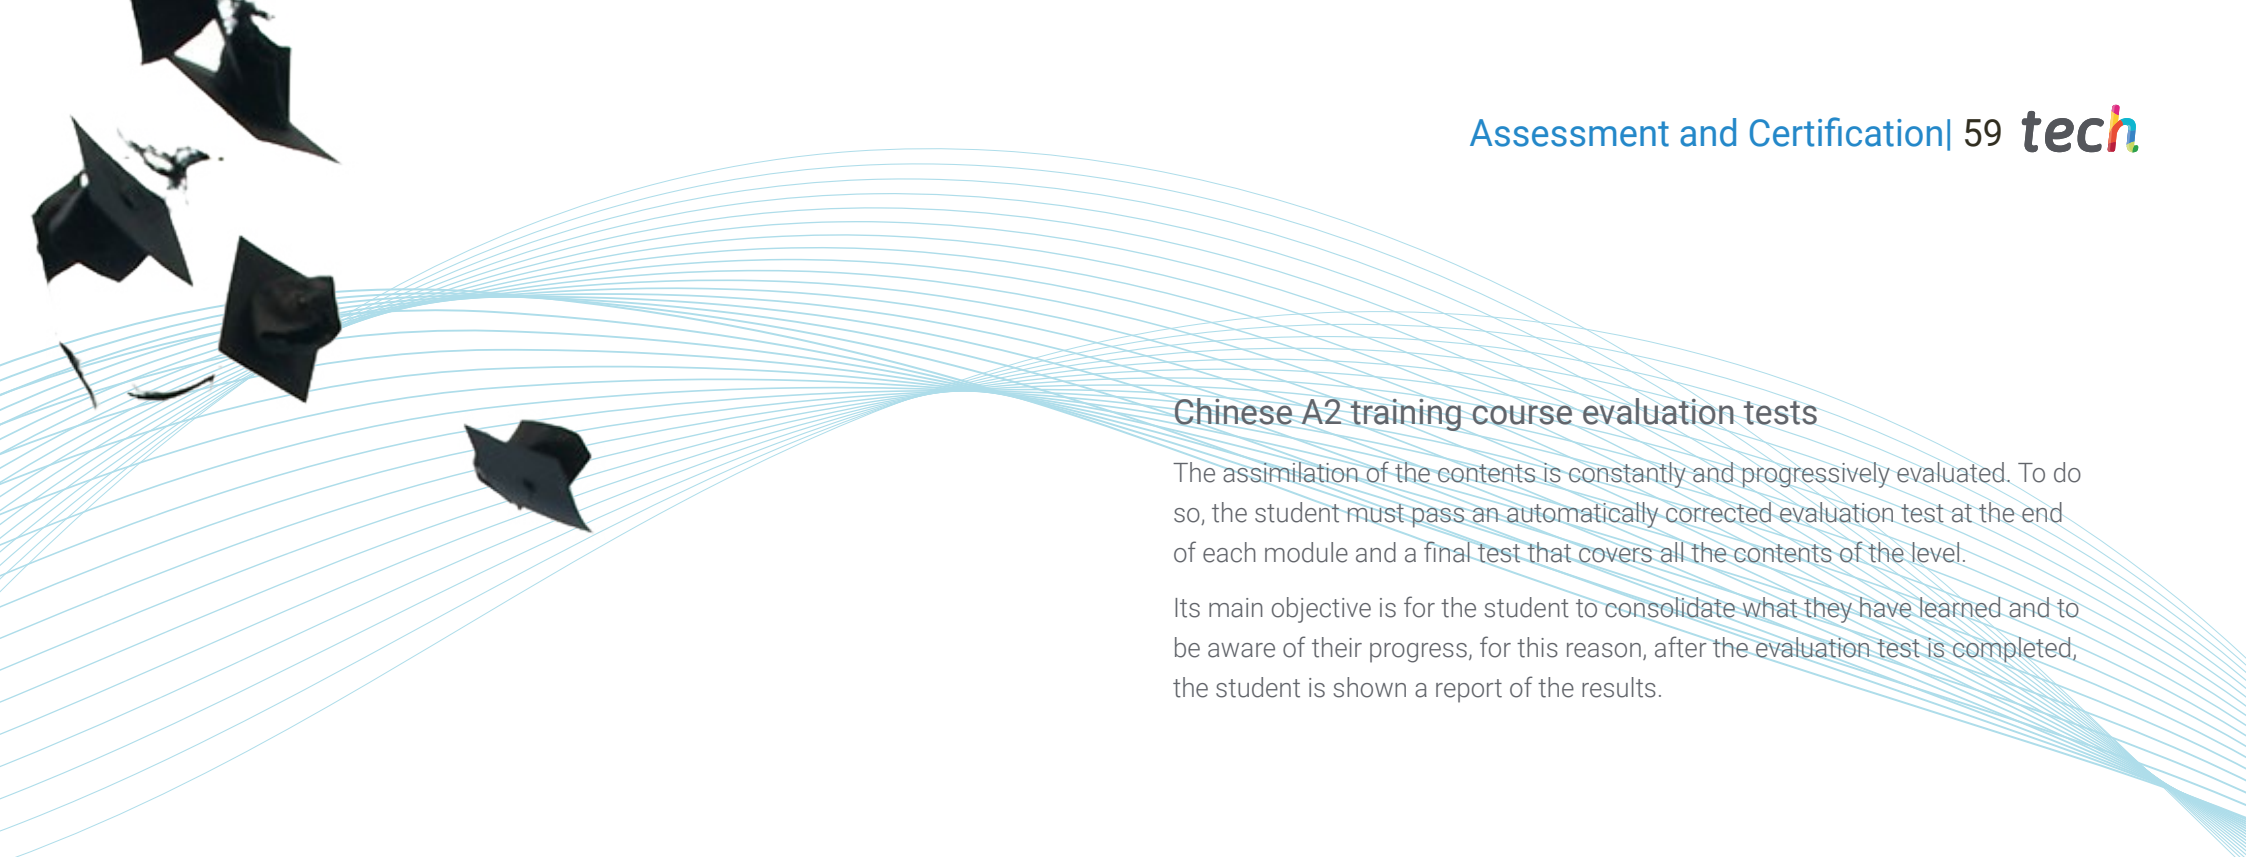 Assessment and Certification| 59 tech
Chinese A2 training course evaluation tests
The assimilation of the contents is constantly and progressively evaluated. To do
so, the student must pass an automatically corrected evaluation test at the end
of each module and a final test that covers all the contents of the level.
Its main objective is for the student to consolidate what they have learned and to
be aware of their progress, for this reason, after the evaluation test is completed,
the student is shown a report of the results.